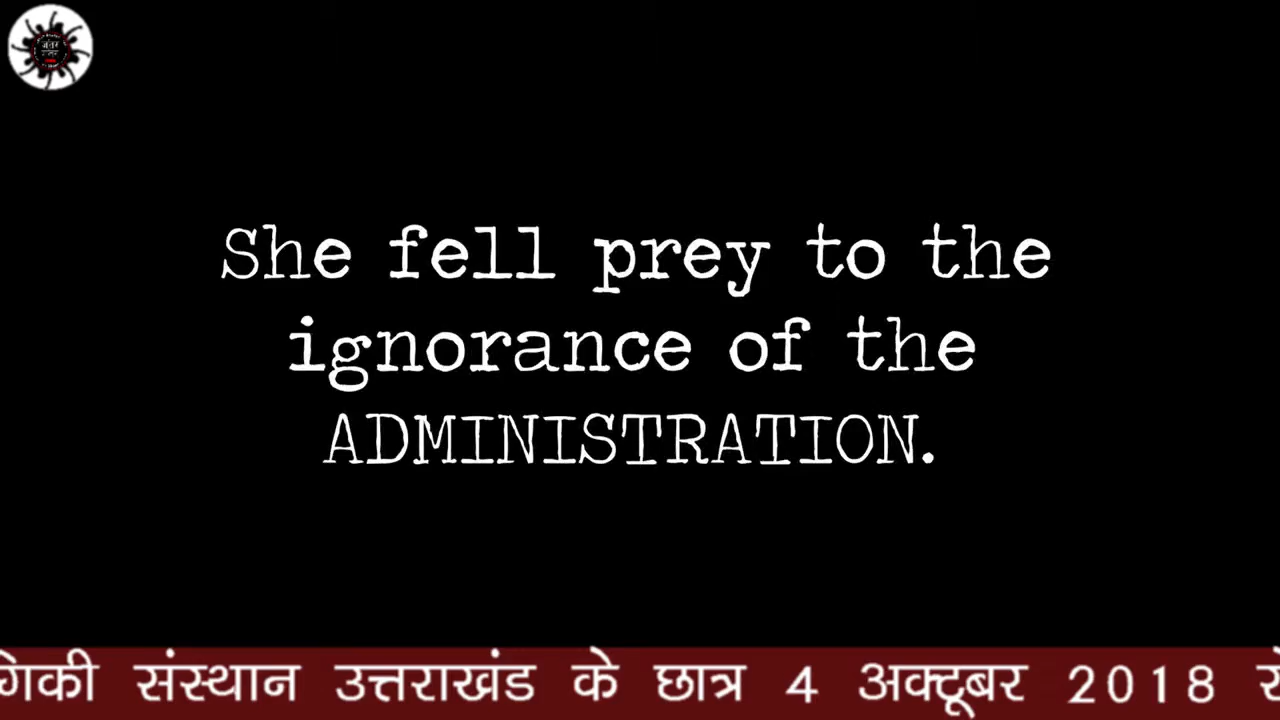 She fell prey to the
ignorance of the
ADMINISTRATION.
संस्थान उत्तराखंड के छात्र 4 अक्टूबर 2018